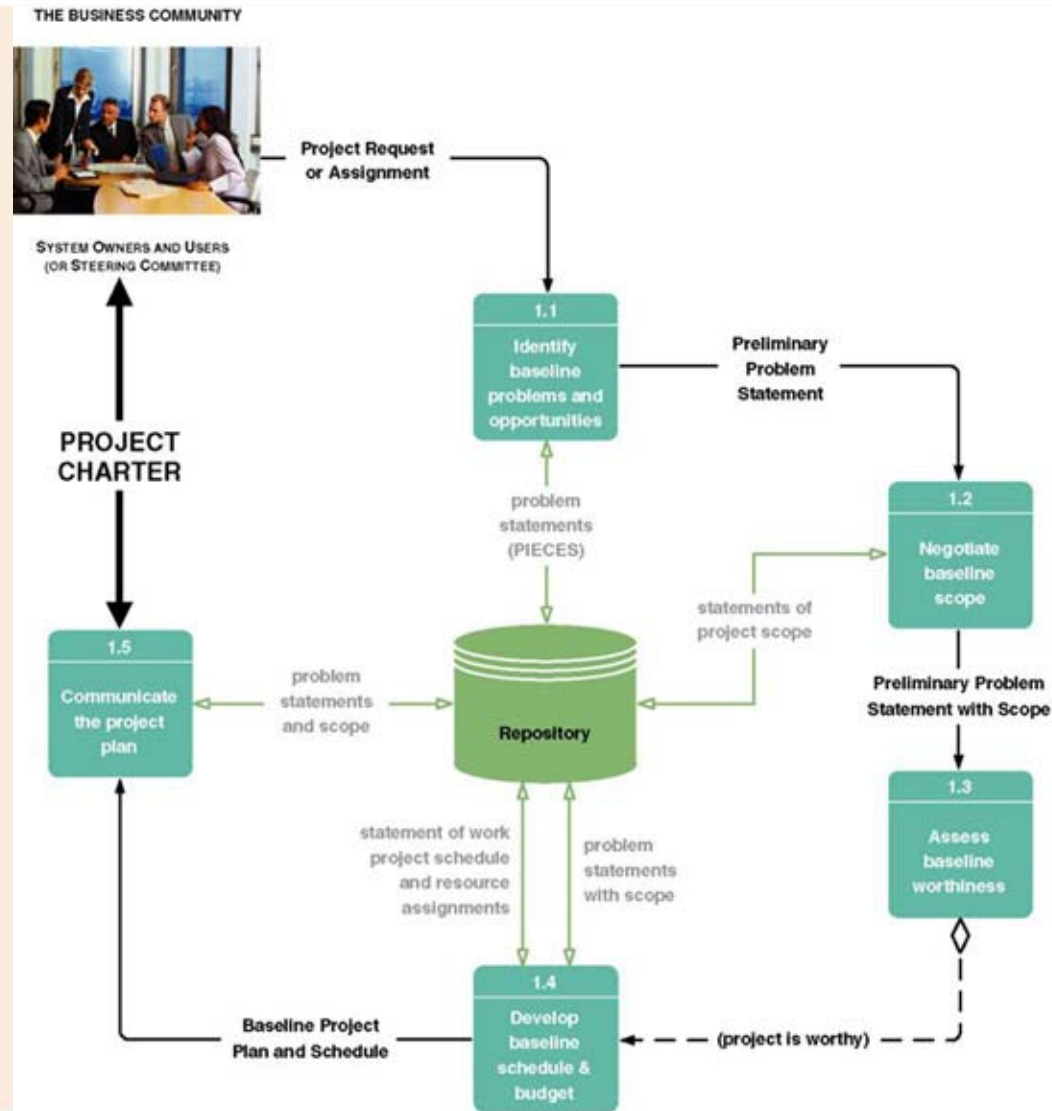 THE BUSINESS COMMUNITY
Project Request
or Assignment
SYSTEM OWNERS AND USERS
(OR STEERING COMMITTEE)
1.1
Identify
baseline
problems and
opportunities
Preliminary
Problem
Statement
PROJECT
CHARTER
problem
statements
(PIECES)
1.2
Negotiate
baseline
scope
statements of
project scope
1.5
Communicate
the project
plan
problem
statements
and scope
Repository
Preliminary Problem
Statement with Scope
1.3
Assess
baseline
worthiness
statement of work
project schedule
and resource
assignments
problem
statements
with scope
1.4
Develop
baseline
schedule &
budget
Baseline Project
Plan and Schedule
(project is worthy)